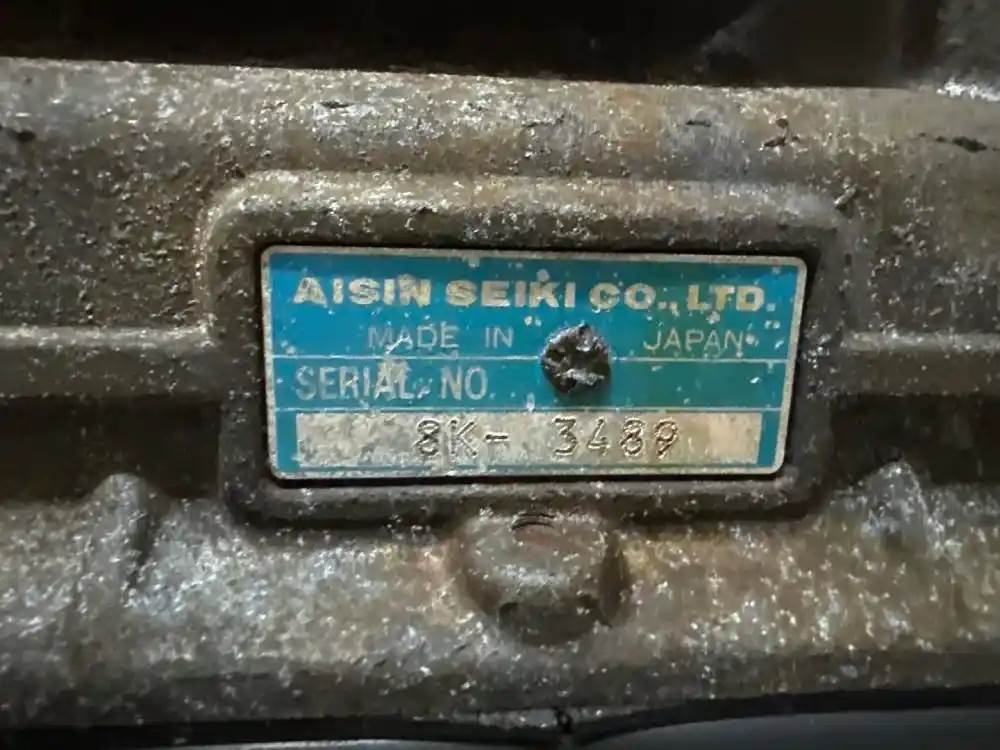 AISIN SEIKI CO., LTD.
MADE IN JAPAN
SERIAL NO.
8K- 3489